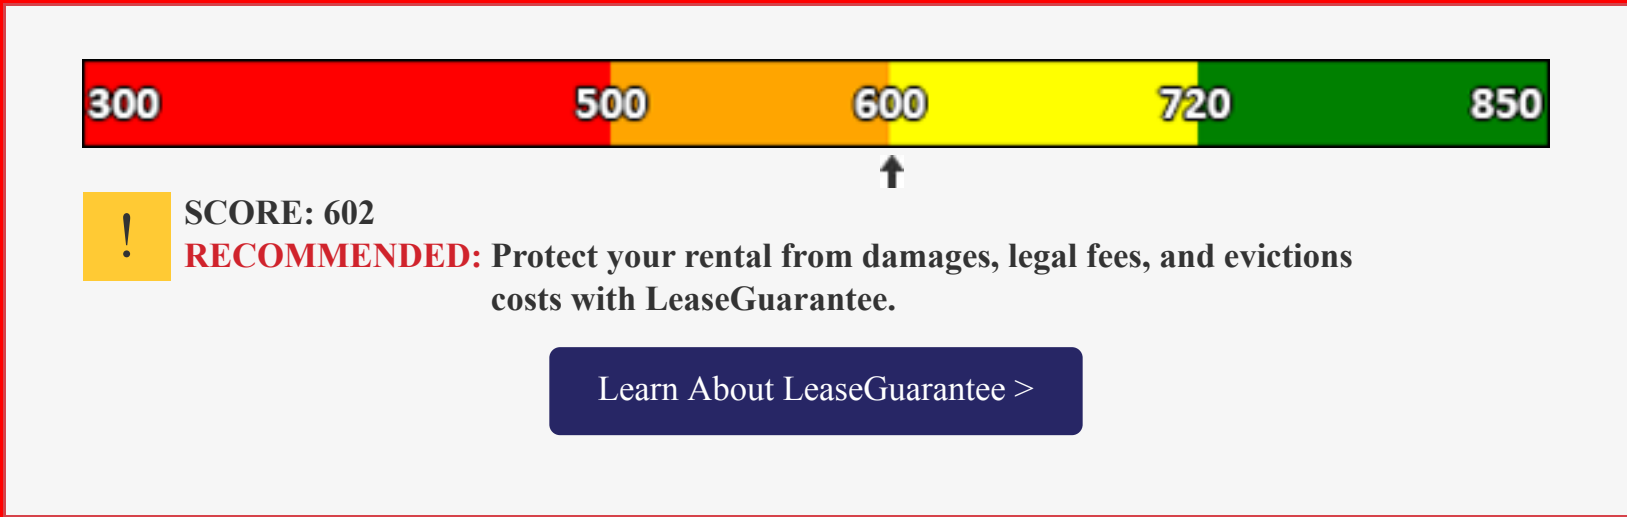 300 500 600 720 850
!
SCORE: 602
RECOMMENDED: Protect your rental from damages, legal fees, and evictions
costs with LeaseGuarantee.
Learn About LeaseGuarantee >